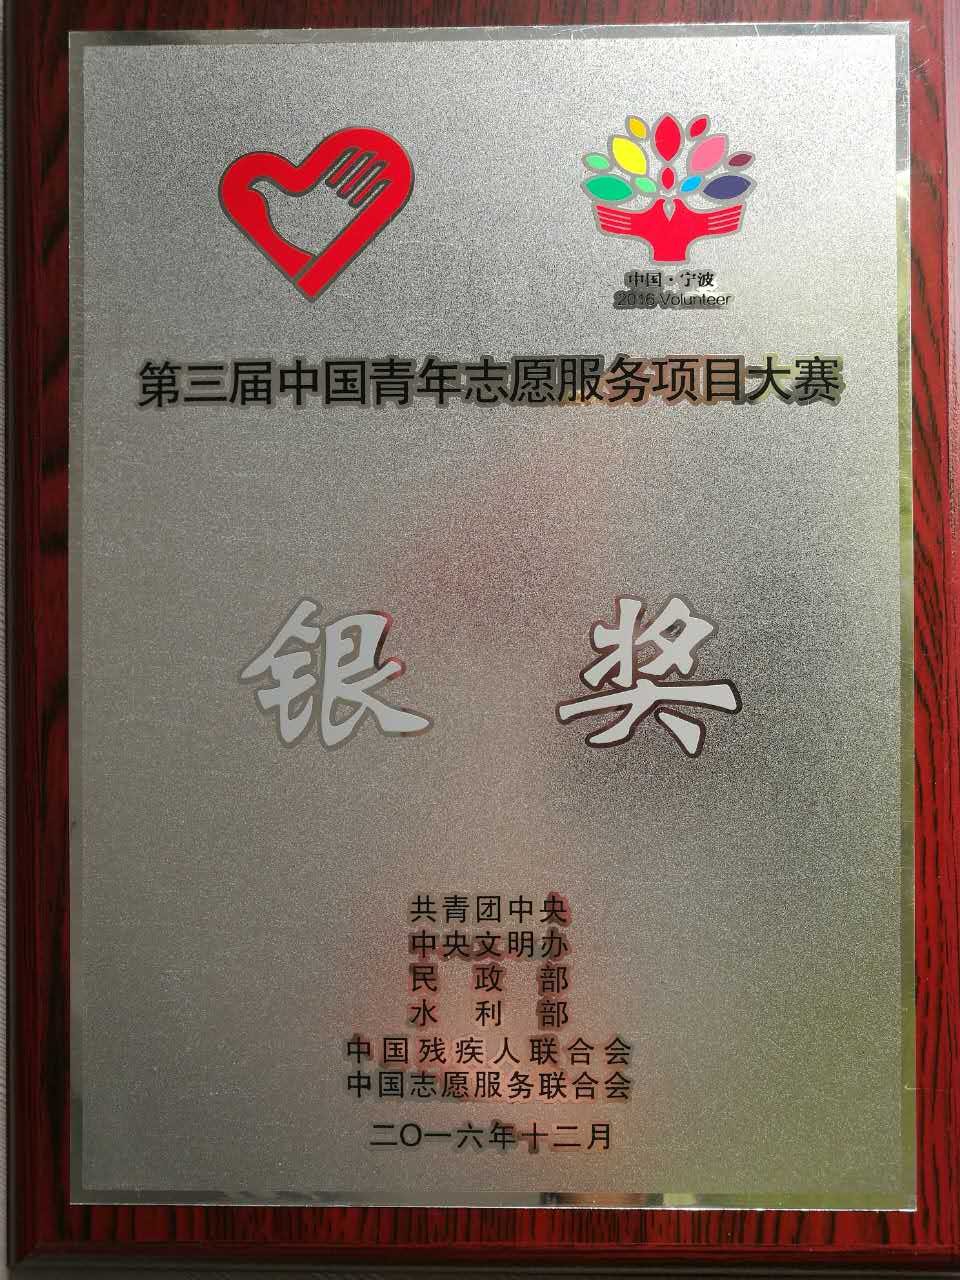 中国·宁波
2016 Volunteer
第三届中国青年志愿服务项目大赛
银奖
共青团中央
中央文明办
民政部
水利部
中国残疾人联合会
中国志愿服务联合会
二〇一六年十二月